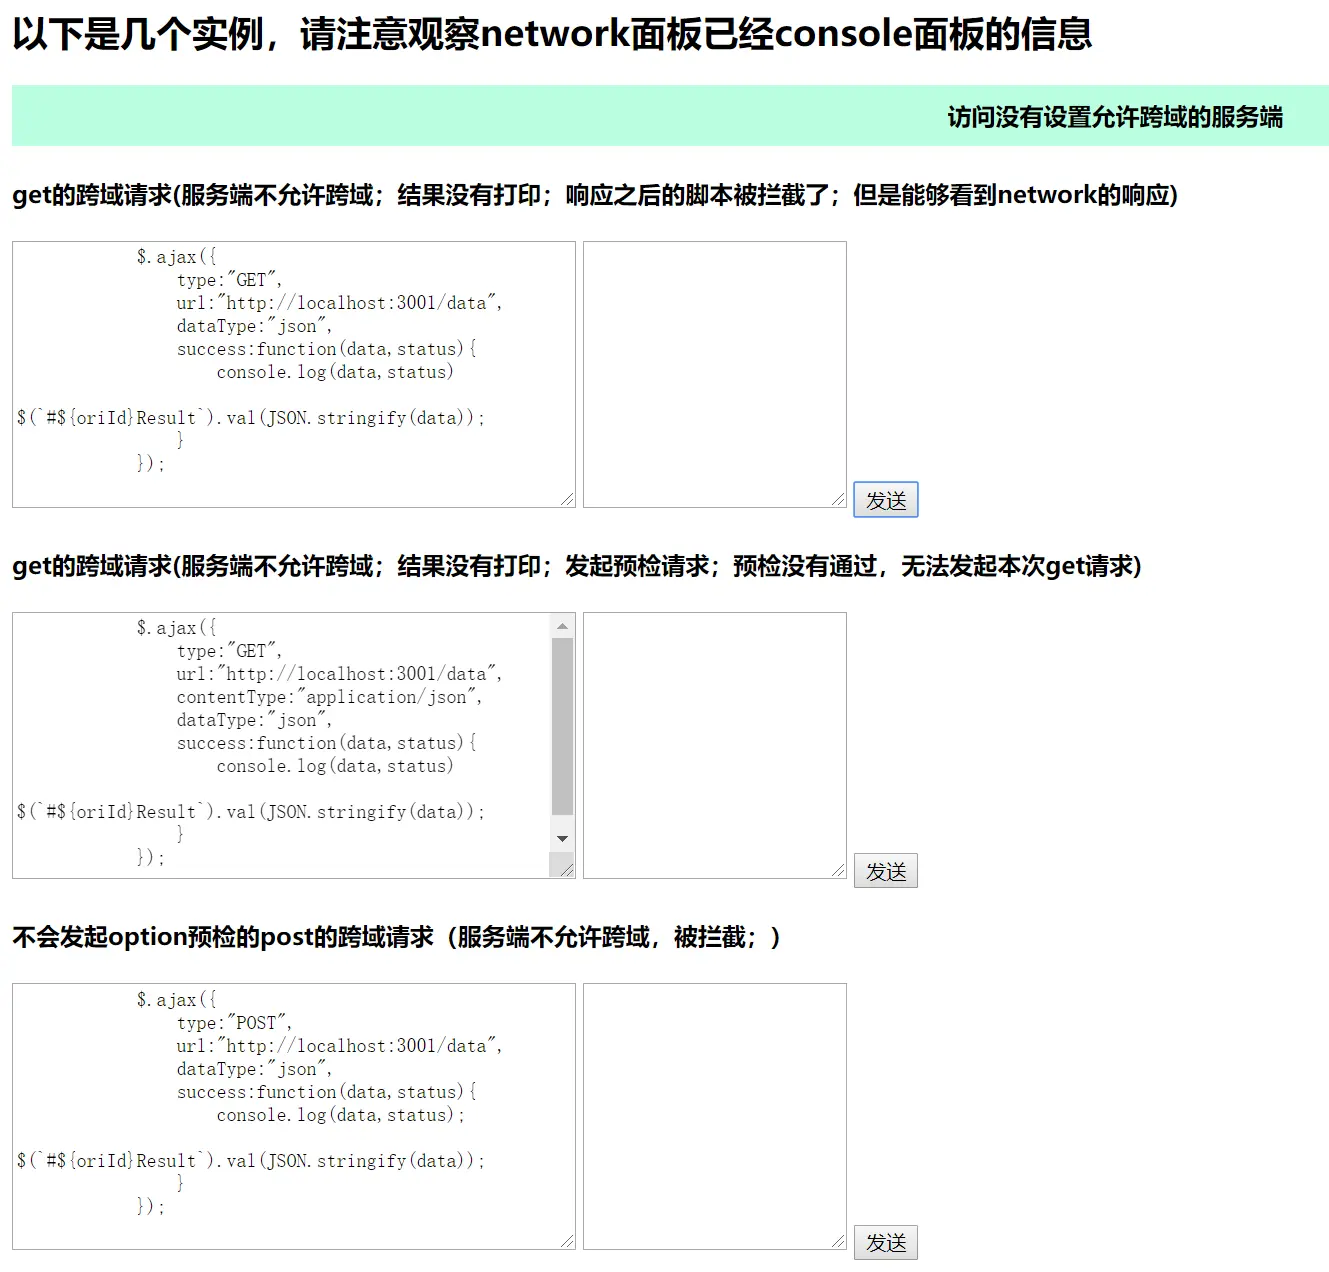 以下是几个实例，请注意观察network面板已经console面板的信息
访问没有设置允许跨域的服务端
get的跨域请求(服务端不允许跨域；结果没有打印；响应之后的脚本被拦截了；但是能够看到network的响应)
$.ajax({
type:"GET",
url:"http://localhost:3001/data",
dataType:"json",
success:function(data,status){
console.log(data,status)
$(`#${oriId}Result`).val(JSON.stringify(data));
}
});
发送
get的跨域请求(服务端不允许跨域；结果没有打印；发起预检请求；预检没有通过，无法发起本次get请求)
$.ajax({
type:"GET",
url:"http://localhost:3001/data",
contentType:"application/json",
dataType:"json",
success:function(data,status){
console.log(data,status)
$(`#${oriId}Result`).val(JSON.stringify(data));
}
});
发送
不会发起option预检的post的跨域请求（服务端不允许跨域，被拦截；）
$.ajax({
type:"POST",
url:"http://localhost:3001/data",
dataType:"json",
success:function(data,status){
console.log(data,status);
$(`#${oriId}Result`).val(JSON.stringify(data));
}
});
发送